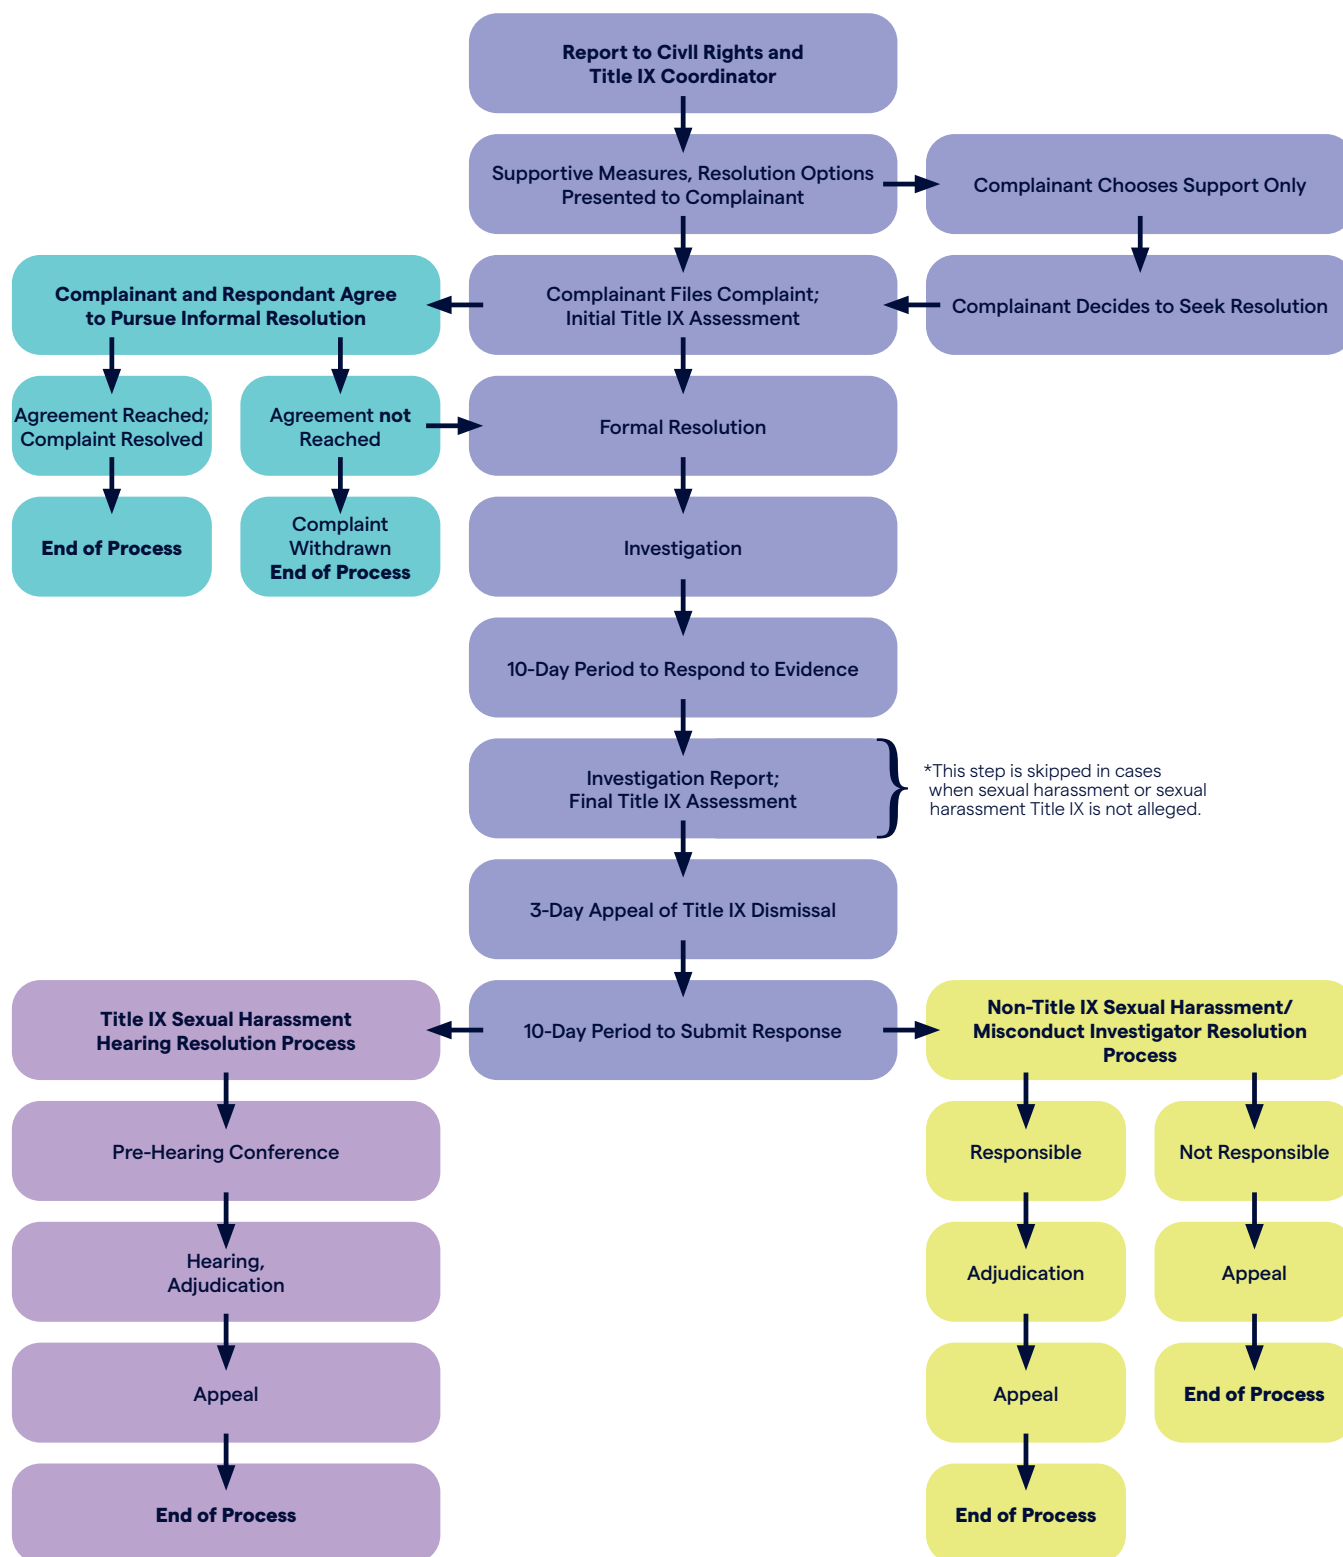 Report to Civll Rights and
Title IX Coordinator
Supportive Measures, Resolution Options
Presented to Complainant
Complainant Chooses Support Only
Complainant and Respondant Agree
to Pursue Informal Resolution
Complainant Files Complaint;
Initial Title IX Assessment
Complainant Decides to Seek Resolution
Agreement Reached;
Complaint Resolved
Agreement not
Reached
Formal Resolution
End of Process
Complaint
Withdrawn
End of Process
Investigation
10-Day Period to Respond to Evidence
Investigation Report;
Final Title IX Assessment
*This step is skipped in cases
when sexual harassment or sexual
harassment Title IX is not alleged.
3-Day Appeal of Title IX Dismissal
Title IX Sexual Harassment
Hearing Resolution Process
10-Day Period to Submit Response
Non-Title IX Sexual Harassment/
Misconduct Investigator Resolution
Process
Pre-Hearing Conference
Responsible
Not Responsible
Hearing,
Adjudication
Adjudication
Appeal
Appeal
Appeal
End of Process
End of Process
End of Process